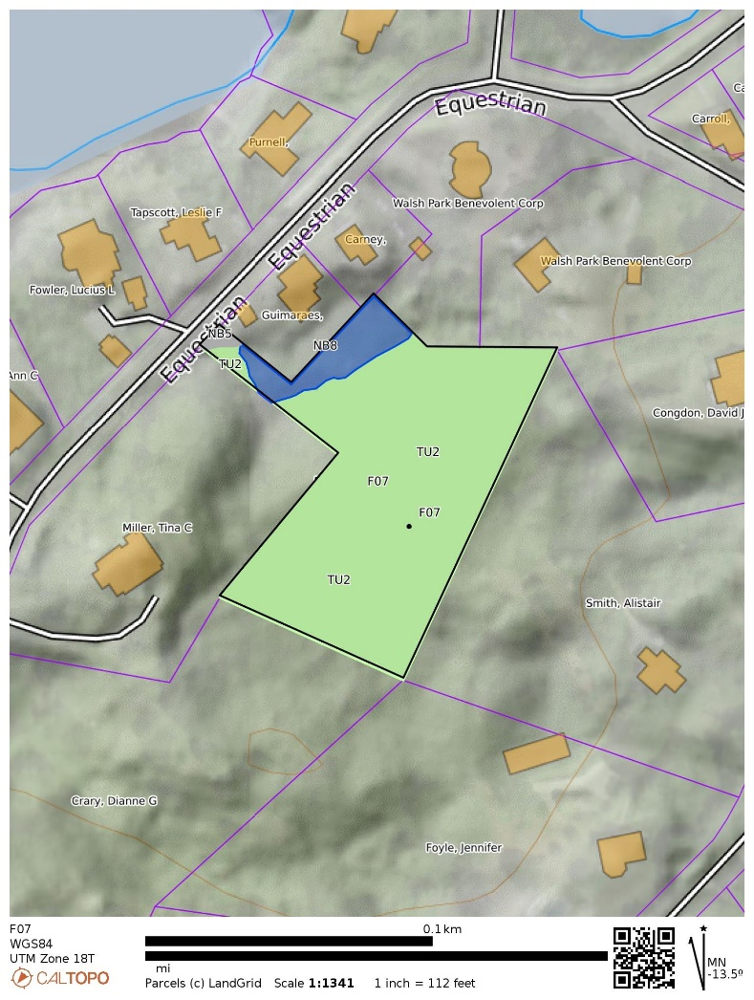 Equestrian
Ca
Carroll,
Purnell,
Walsh Park Benevolent Corp
Tapscott, Leslie F
Equestrian
Carney,
Walsh Park Benevolent Corp
Fowler, Lucius L
Guimaraes,
Equestrian
NB5
NB8
TU2
Ann C
Congdon, David J
TU2
F07
F07
Miller, Tina C
TU2
Smith, Alistair
Crary, Dianne G
Foyle, Jennifer
F07
WGS84
UTM Zone 18T
CALTOPO
0.1 km
mi
Parcels (c) LandGrid Scale 1:1341 1 inch = 112 feet
MN
-13.5º